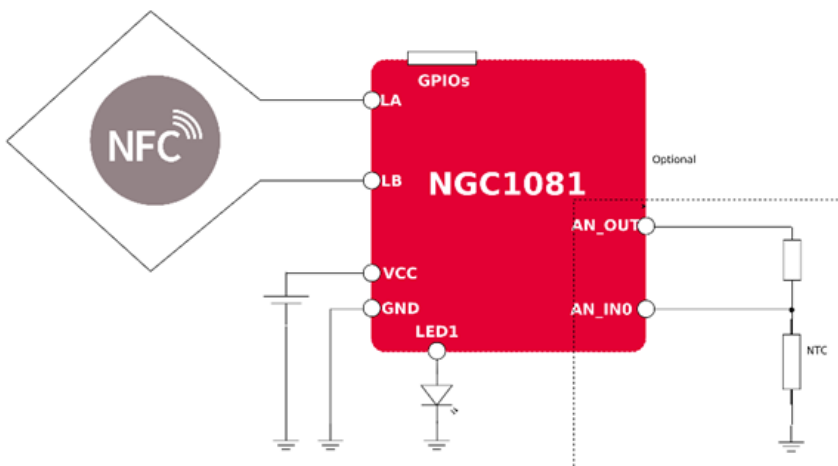 GPIOs
LA
NFC
Optional
LB
NGC1081
AN_OUT
VCC
GND
AN_IN0
LED1
NTC